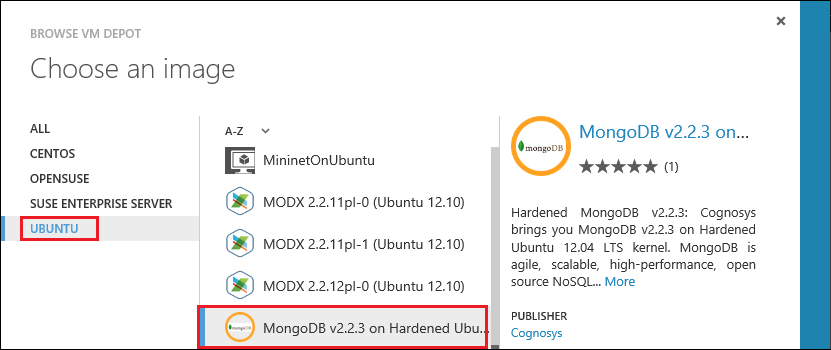 BROWSE VM DEPOT
Choose an image
ALL
CENTOS
OPENSUSE
SUSE ENTERPRISE SERVER
UBUNTU
A-Z
MininetOnUbuntu
MODX 2.2.11pl-0 (Ubuntu 12.10)
MODX 2.2.11pl-1 (Ubuntu 12.10)
MODX 2.2.12pl-0 (Ubuntu 12.10)
MongoDB v2.2.3 on Hardened Ubu...
mongoDB
MongoDB v2.2.3 on...
(1)
Hardened MongoDB v2.2.3: Cognosys
brings you MongoDB v2.2.3 on Hardened
Ubuntu 12.04 LTS kernel. MongoDB is
agile, scalable, high-performance, open
source NoSQL... More
PUBLISHER
Cognosys